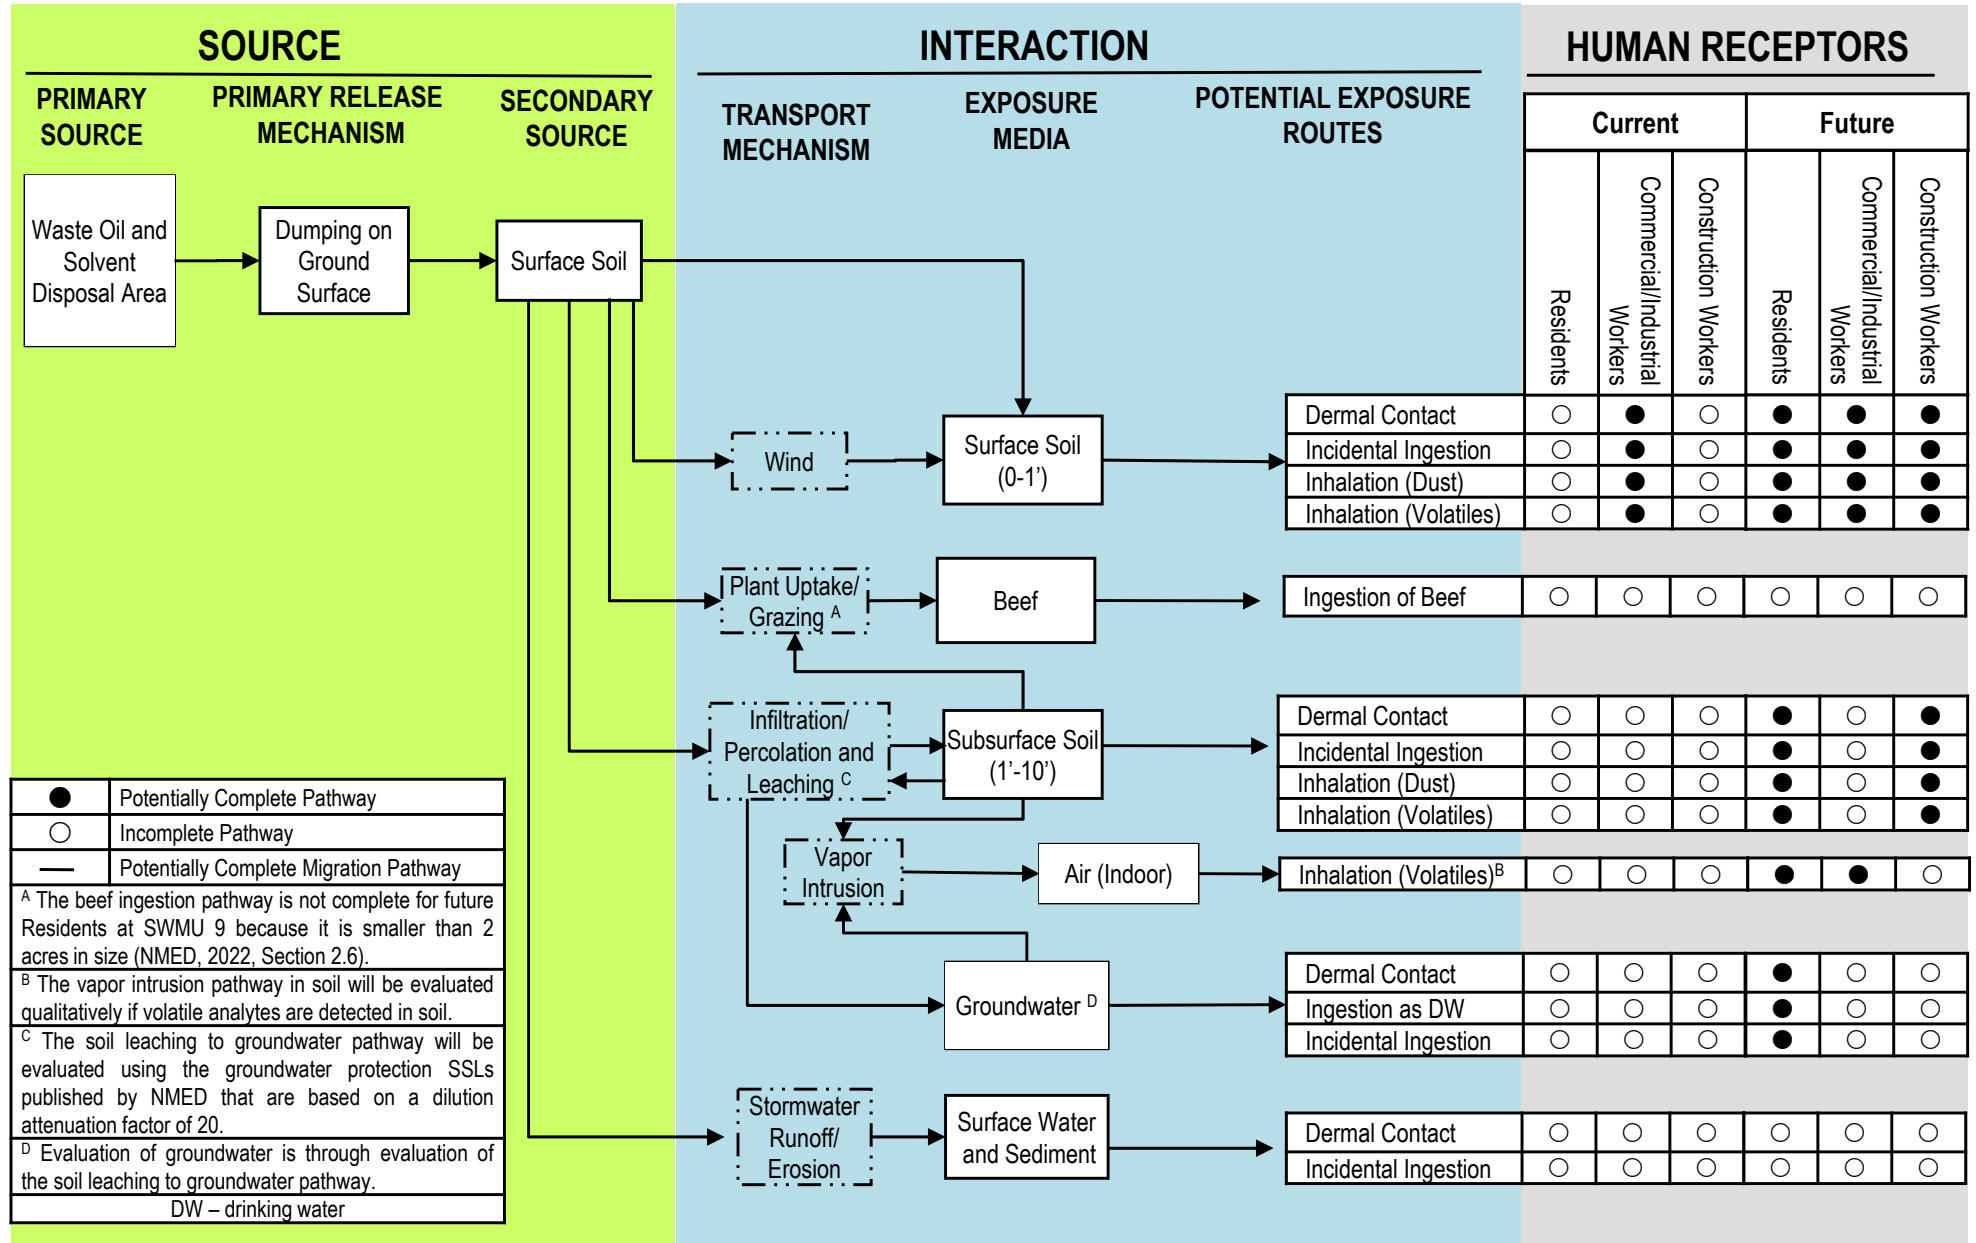 SOURCE
INTERACTION
HUMAN RECEPTORS
PRIMARY
SOURCE
PRIMARY RELEASE
MECHANISM
SECONDARY
SOURCE
TRANSPORT
MECHANISM
EXPOSURE
MEDIA
POTENTIAL EXPOSURE
ROUTES
Current
Future
Residents
Commercial/Industrial
Workers
Construction Workers
Residents
Commercial/Industrial
Workers
Construction Workers
Waste Oil and
Solvent
Disposal Area
Dumping on
Ground
Surface
Surface Soil
Wind
Surface Soil
(0-1’)
Dermal Contact
Incidental Ingestion
Inhalation (Dust)
Inhalation (Volatiles)
Plant Uptake/
Grazing A
Beef
Ingestion of Beef
Infiltration/
Percolation and
Leaching C
Subsurface Soil
(1’-10’)
Dermal Contact
Incidental Ingestion
Inhalation (Dust)
Inhalation (Volatiles)
Vapor
Intrusion
Air (Indoor)
Inhalation (Volatiles)B
Groundwater D
Dermal Contact
Ingestion as DW
Incidental Ingestion
Stormwater
Runoff/
Erosion
Surface Water
and Sediment
Dermal Contact
Incidental Ingestion
Potentially Complete Pathway
Incomplete Pathway
Potentially Complete Migration Pathway
A The beef ingestion pathway is not complete for future
Residents at SWMU 9 because it is smaller than 2
acres in size (NMED, 2022, Section 2.6).
B The vapor intrusion pathway in soil will be evaluated
qualitatively if volatile analytes are detected in soil.
C The soil leaching to groundwater pathway will be
evaluated using the groundwater protection SSLs
published by NMED that are based on a dilution
attenuation factor of 20.
D Evaluation of groundwater is through evaluation of
the soil leaching to groundwater pathway.
DW – drinking water